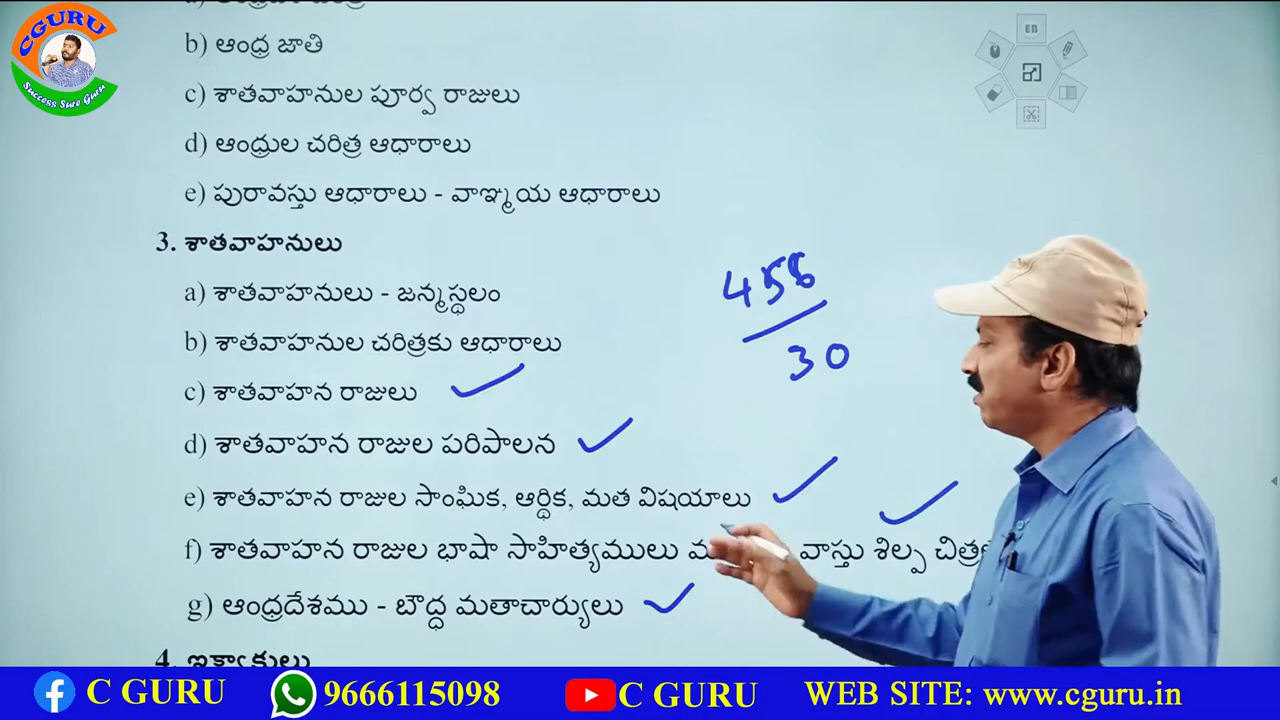 CGURU
Success Sure Guru
EB
b) ఆంధ్ర జాతి
c) శాతవాహనుల పూర్వ రాజులు
d) ఆంధ్రుల చరిత్ర ఆధారాలు
e) పురావస్తు ఆధారాలు - వాఙ్మయ ఆధారాలు
3. శాతవాహనులు
a) శాతవాహనులు - జన్మస్థలం
b) శాతవాహనుల చరిత్రకు ఆధారాలు
c) శాతవాహన రాజులు
d) శాతవాహన రాజుల పరిపాలన
e) శాతవాహన రాజుల సాంఘిక, ఆర్థిక, మత విషయాలు
f) శాతవాహన రాజుల భాషా సాహిత్యములు వాస్తు శిల్ప
g) ఆంధ్రదేశము - బౌద్ధ మతాచార్యులు
4. ఇక్ష్వాకులు
30
C GURU 9666115098 C GURU WEB SITE: www.cguru.in